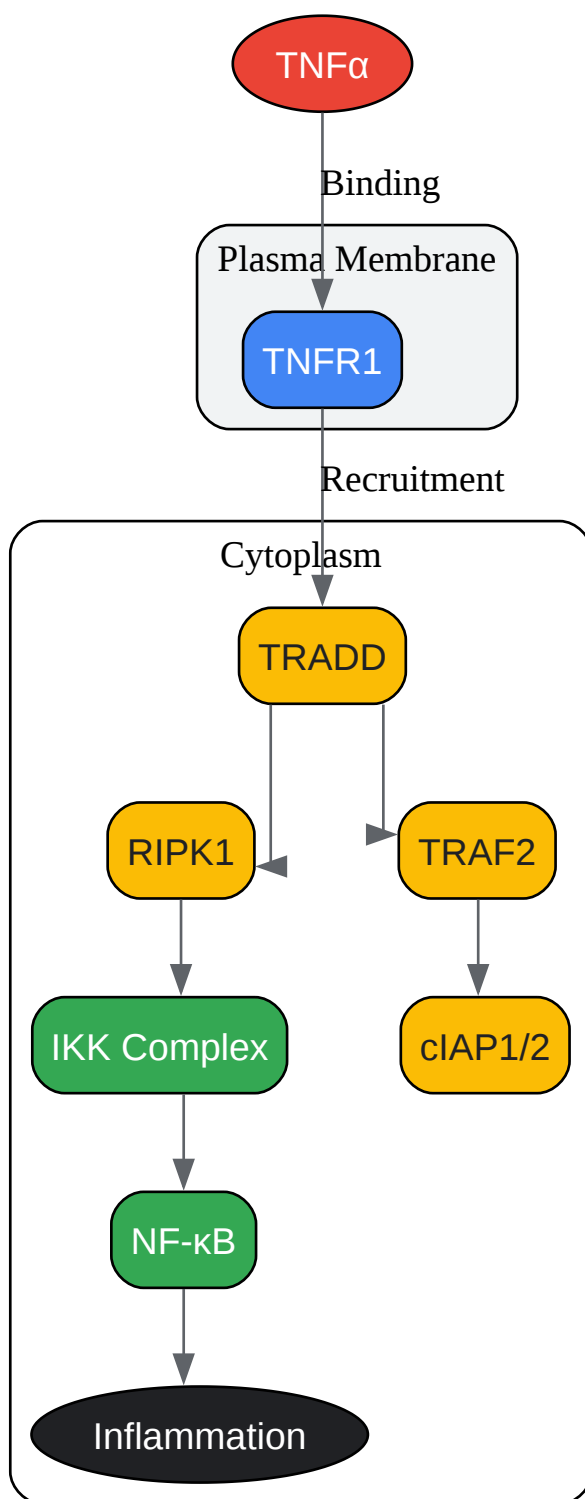 TNFα
Binding
Plasma Membrane
TNFR1
Recruitment
Cytoplasm
TRADD
RIPK1
TRAF2
IKK Complex
cIAP1/2
NF-κB
Inflammation